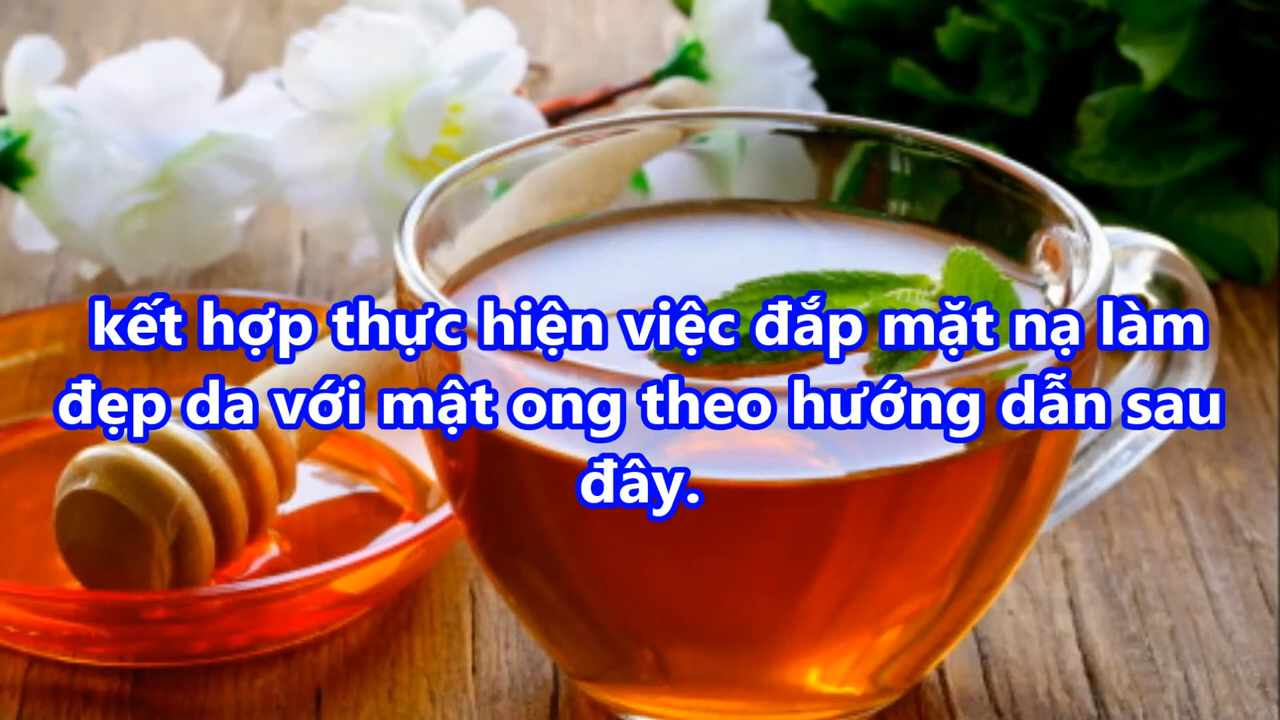 kết hợp thực hiện việc đắp mặt nạ làm
đẹp da với mật ong theo hướng dẫn sau
đây.